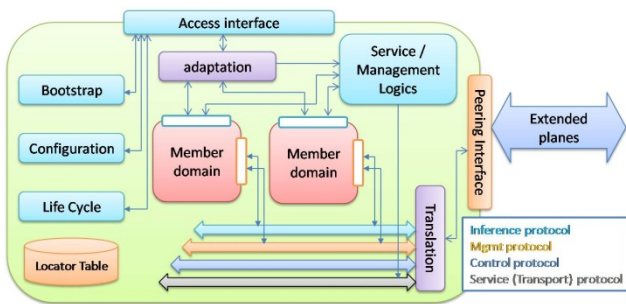 Access interface
adaptation
Service /
Management
Logics
Bootstrap
Peering Interface
Extended
planes
Configuration
Member
domain
Member
domain
Life Cycle
Translation
Locator Table
Inference protocol
Mgmt protocol
Control protocol
Service (Transport) protocol